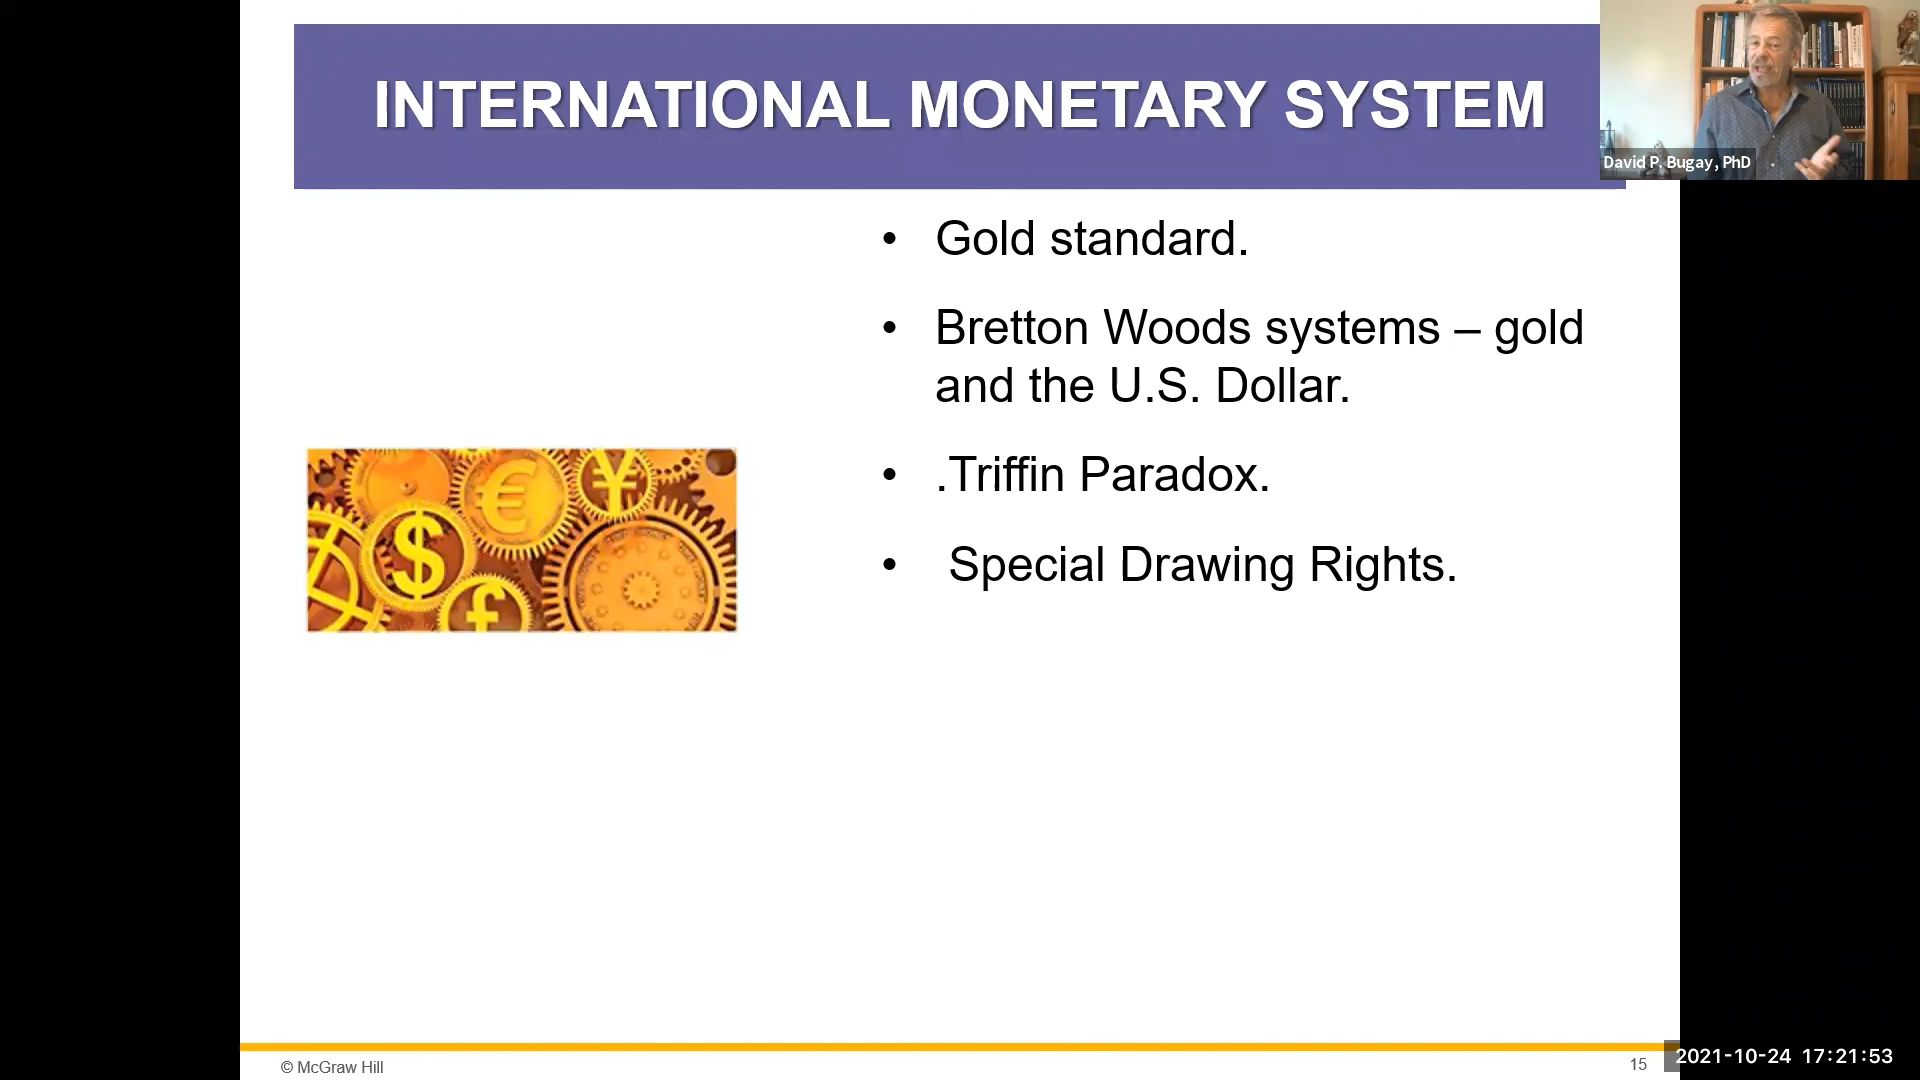 INTERNATIONAL MONETARY SYSTEM
David P. Bugay, PhD
• Gold standard.
• Bretton Woods systems – gold
and the U.S. Dollar.
• .Triffin Paradox.
• Special Drawing Rights.
€
¥
$
£
© McGraw Hill
15
2021-10-24 17:21:53